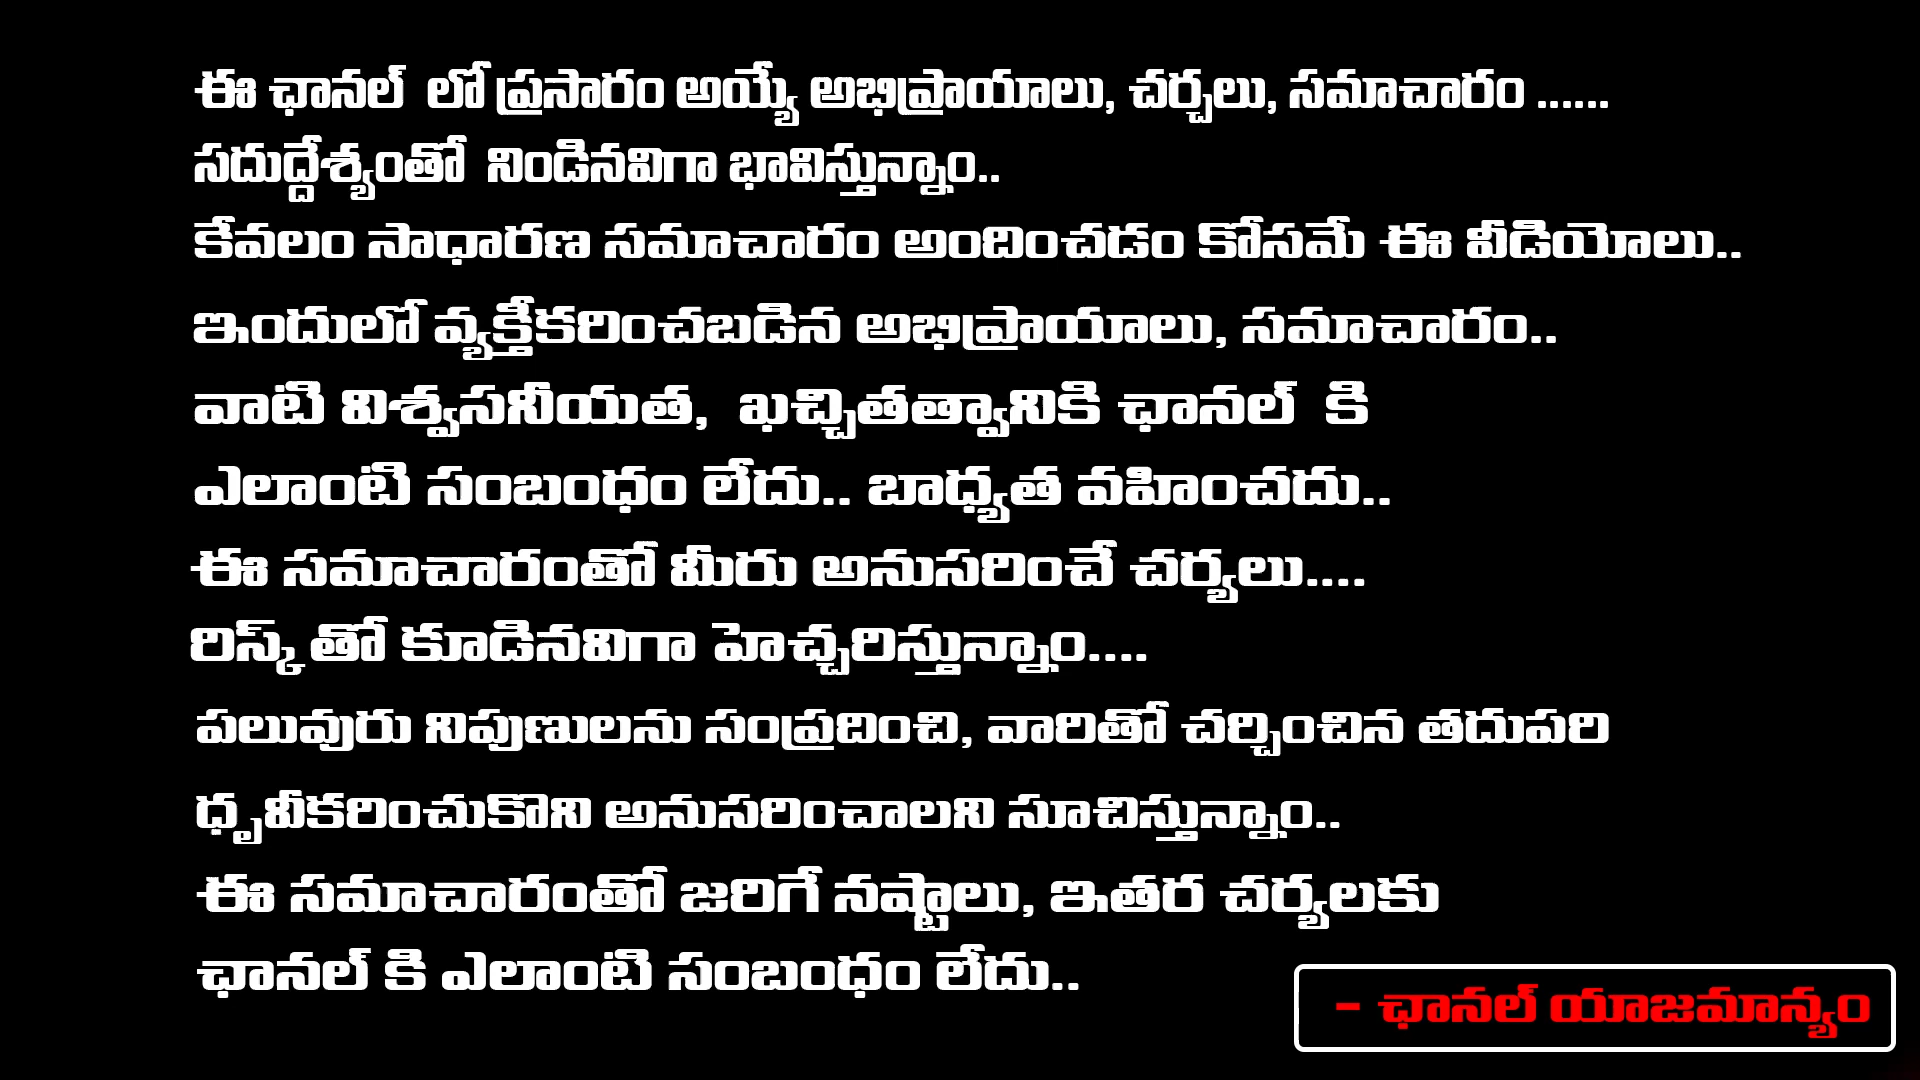 ఈ ఛానల్ లో ప్రసారం అయ్యే అభిప్రాయాలు, చర్చలు, సమాచారం ......
సదుద్దేశ్యంతో నిండినవిగా భావిస్తున్నాం..
కేవలం సాధారణ సమాచారం అందించడం కోసమే ఈ వీడియోలు..
ఇందులో వ్యక్తీకరించబడిన అభిప్రాయాలు, సమాచారం..
వాటి విశ్వసనీయత, ఖచ్చితత్వానికి ఛానల్ కి
ఎలాంటి సంబంధం లేదు.. బాధ్యత వహించదు..
ఈ సమాచారంతో మీరు అనుసరించే చర్యలు....
రిస్క్ తో కూడినవిగా హెచ్చరిస్తున్నాం....
పలువురు నిపుణులను సంప్రదించి, వారితో చర్చించిన తదుపరి
ధృవీకరించుకొని అనుసరించాలని సూచిస్తున్నాం..
ఈ సమాచారంతో జరిగే నష్టాలు, ఇతర చర్యలకు
ఛానల్ కి ఎలాంటి సంబంధం లేదు..
- ఛానల్ యాజమాన్యం